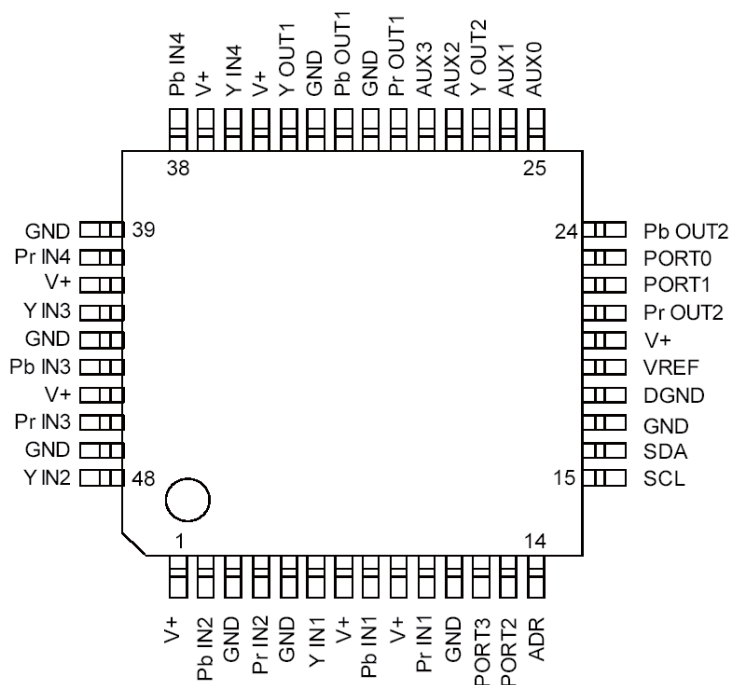 Pb IN4
V+
Y IN4
V+
Y OUT1
GND
Pb OUT1
GND
Pr OUT1
AUX3
AUX2
Y OUT2
AUX1
AUX0
38
25
GND
39
24
Pb OUT2
Pr IN4
PORT0
V+
PORT1
Y IN3
Pr OUT2
GND
V+
Pb IN3
VREF
V+
DGND
Pr IN3
GND
GND
SDA
Y IN2
48
15
SCL
1
14
V+
Pb IN2
GND
Pr IN2
GND
Y IN1
V+
Pb IN1
V+
Pr IN1
GND
PORT3
PORT2
ADR